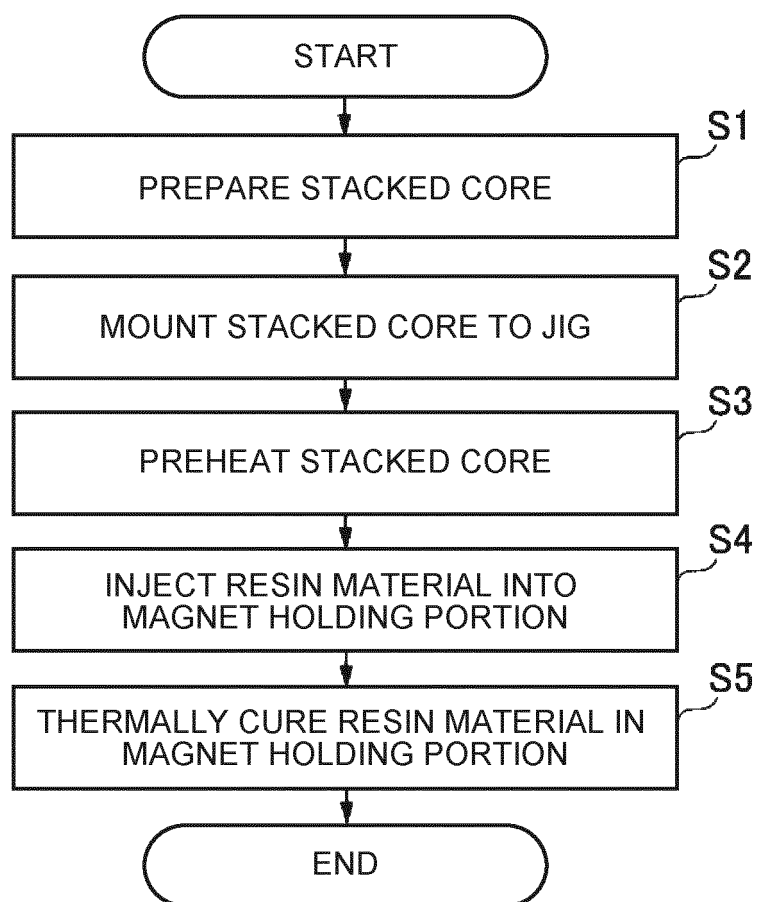 START
S1
PREPARE STACKED CORE
S2
MOUNT STACKED CORE TO JIG
S3
PREHEAT STACKED CORE
S4
INJECT RESIN MATERIAL INTO
MAGNET HOLDING PORTION
S5
THERMALLY CURE RESIN MATERIAL IN
MAGNET HOLDING PORTION
END